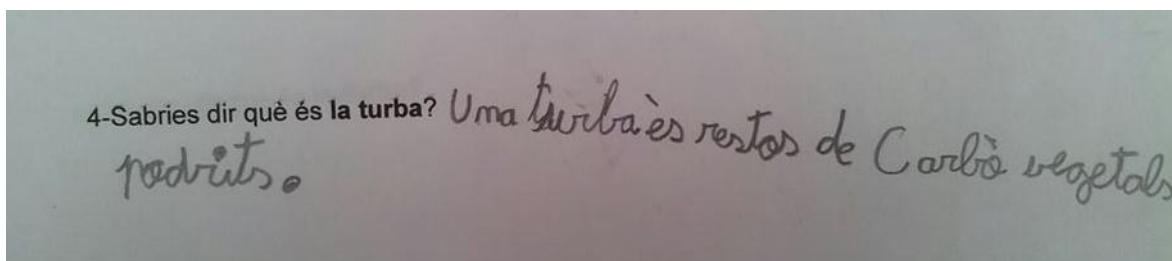 4-Sabries dir què és la turba? Una turba ès restos de Carbò vegetals
podrits.